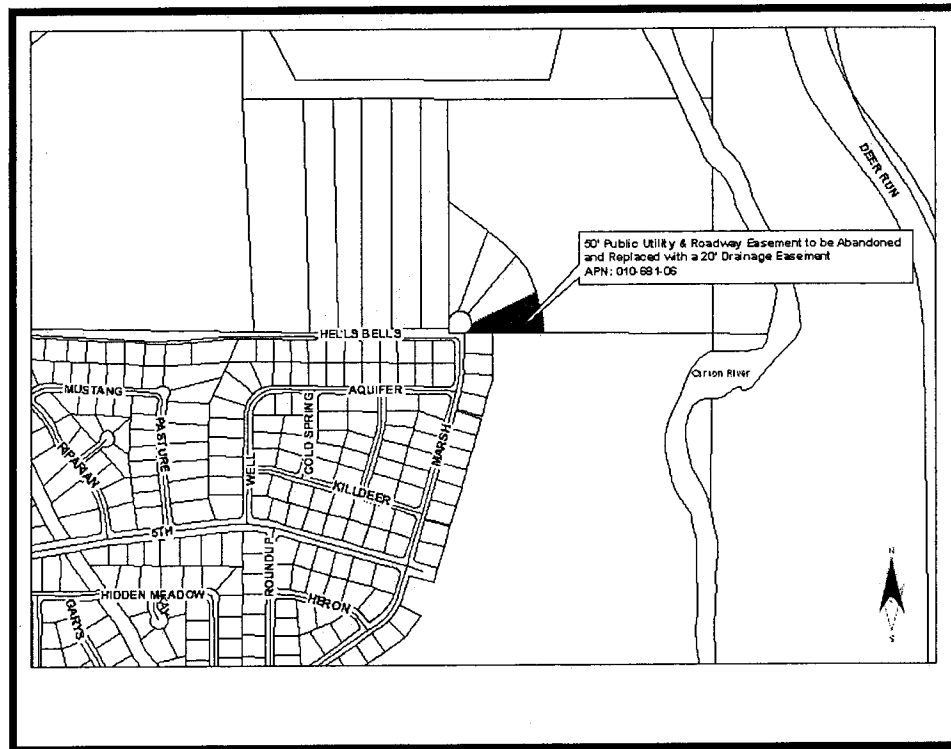 DEER RUN
50' Public Utility & Roadway Easement to be Abandoned
and Replaced with a 20' Drainage Easement
APN: 010-681-06
HELLS BELLS
Carson River
MUSTANG
AQUIFER
PASTURE
COLD SPRING
MARSH
RIPARIAN
WELL
KILLDEER
5TH
ROUNDUP
HIDDEN MEADOW
HERON
GARYS
N
S